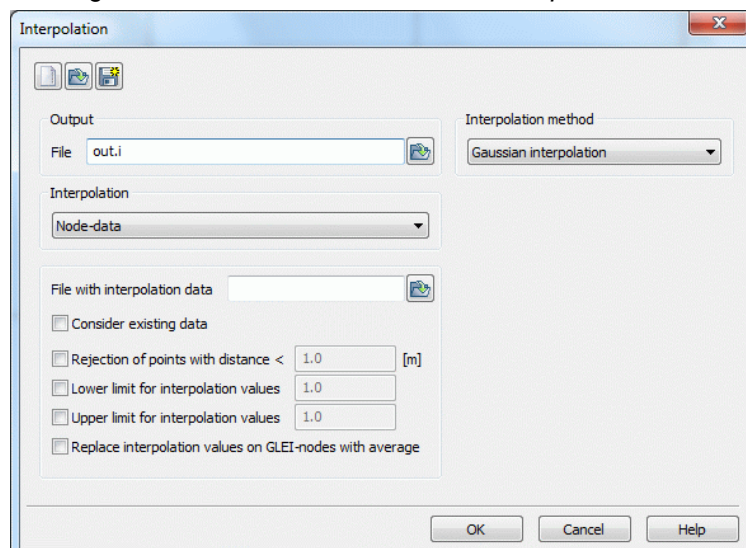 Interpolation
Output
File out.i
Interpolation method
Gaussian interpolation
Interpolation
Node-data
File with interpolation data
Consider existing data
Rejection of points with distance < 1.0 [m]
Lower limit for interpolation values 1.0
Upper limit for interpolation values 1.0
Replace interpolation values on GLEI-nodes with average
OK Cancel Help